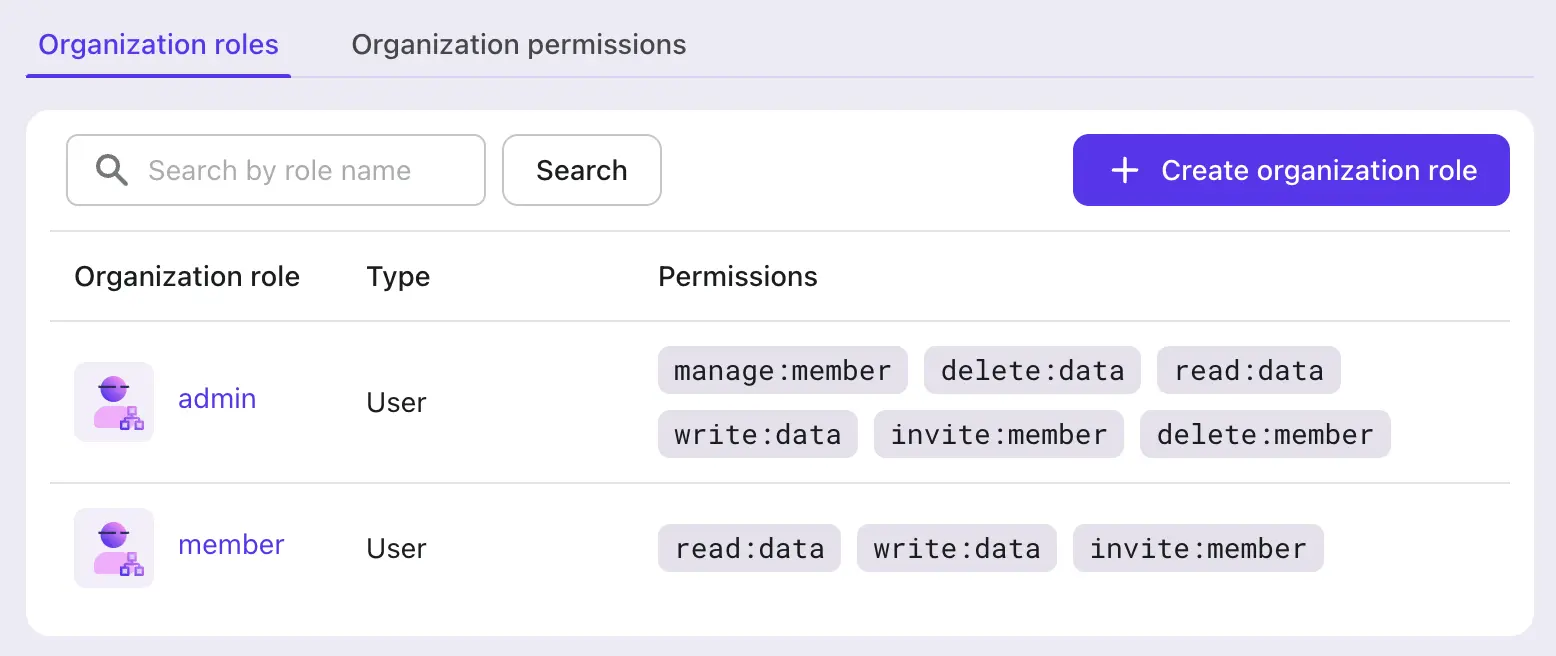 Organization roles Organization permissions
Search by role name Search + Create organization role
Organization role Type Permissions
admin User manage:member delete:data read:data
write:data invite:member delete:member
member User read:data write:data invite:member